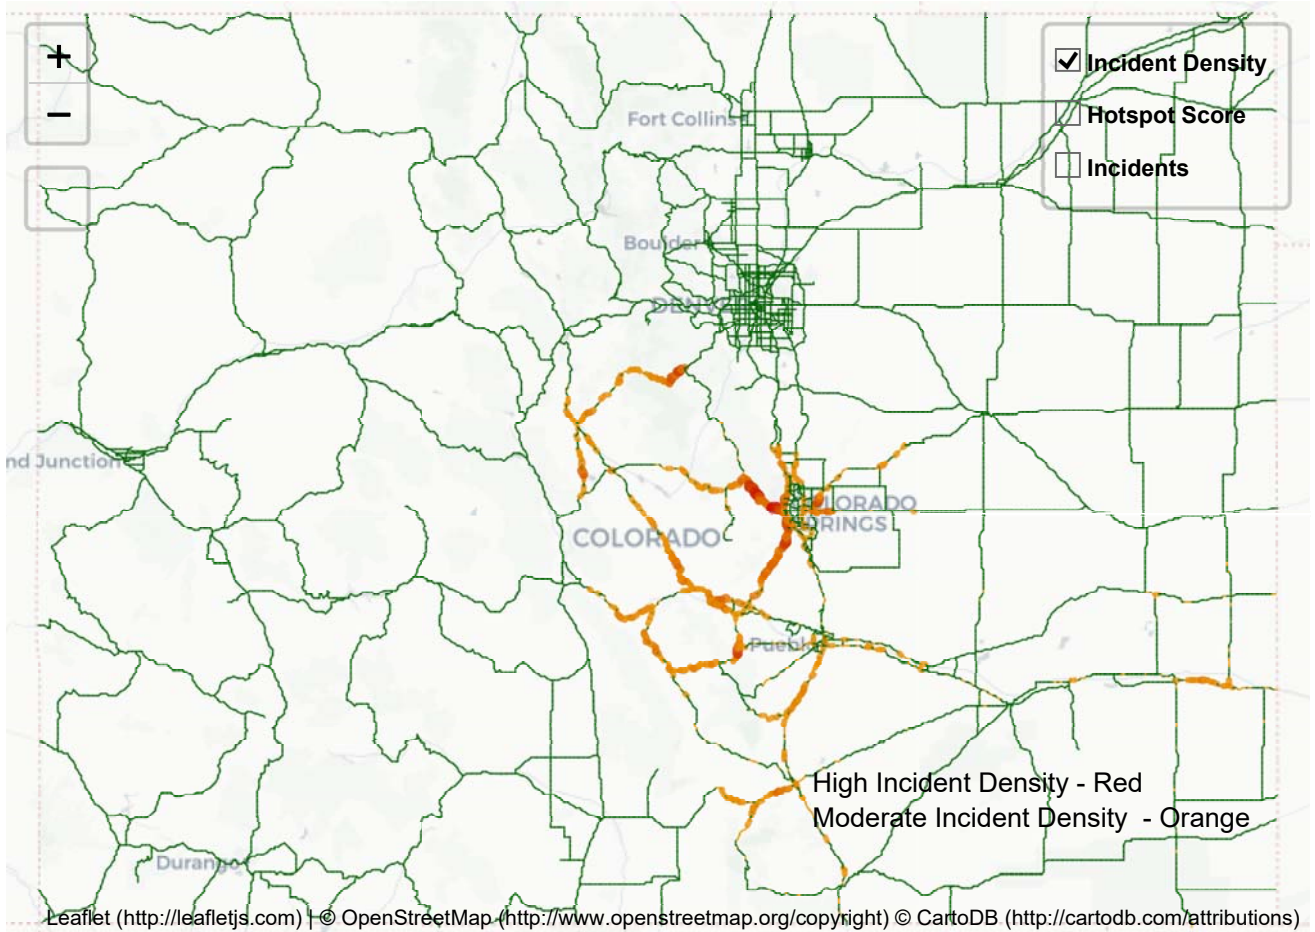 +
Incident Density
−
Fort Collins
Hotspot Score
Incidents
Boulder
DENV
nd Junction
COLORADO
SPRINGS
COLORADO
Pueblo
High Incident Density - Red
Moderate Incident Density - Orange
Durango
Leaflet (http://leafletjs.com) | © OpenStreetMap (http://www.openstreetmap.org/copyright) © CartoDB (http://cartodb.com/attributions)